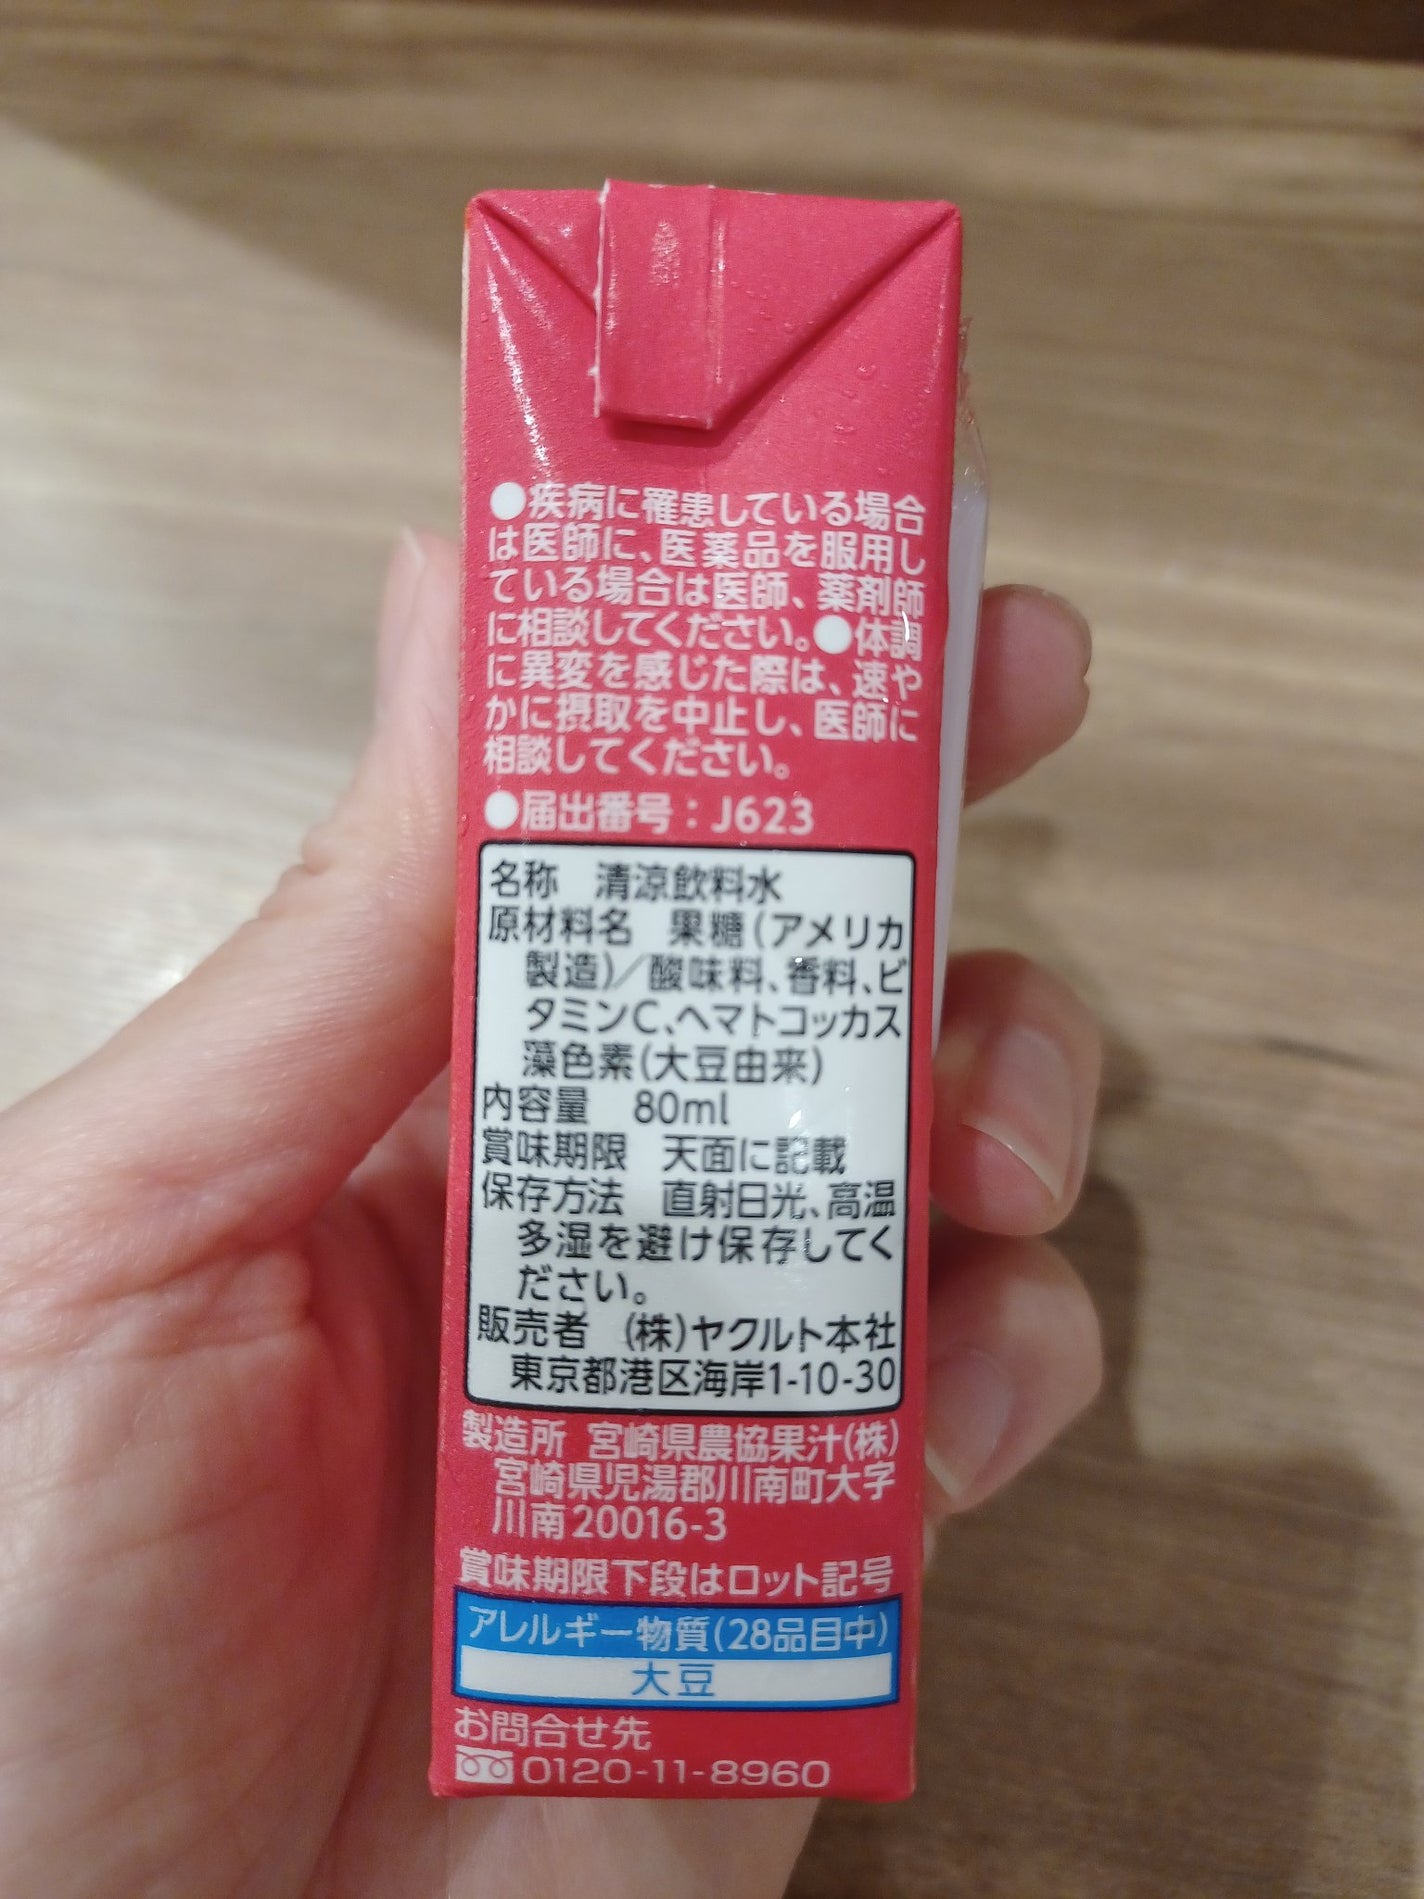 ●疾病に罹患している場合
は医師に、医薬品を服用し
ている場合は医師、薬剤師
に相談してください。●体調
に異変を感じた際は、速や
かに摂取を中止し、医師に
相談してください。
●届出番号：J623
名称　清涼飲料水
原材料名　果糖(アメリカ
製造)／酸味料、香料、ビ
タミンC、ヘマトコッカス
藻色素(大豆由来)
内容量　80ml
賞味期限　天面に記載
保存方法　直射日光、高温
多湿を避け保存してく
ださい。
販売者　(株)ヤクルト本社
東京都港区海岸1-10-30
製造所　宮崎県農協果汁(株)
宮崎県児湯郡川南町大字
川南20016-3
賞味期限下段はロット記号
アレルギー物質(28品目中)
大豆
お問合せ先
0120-11-8960